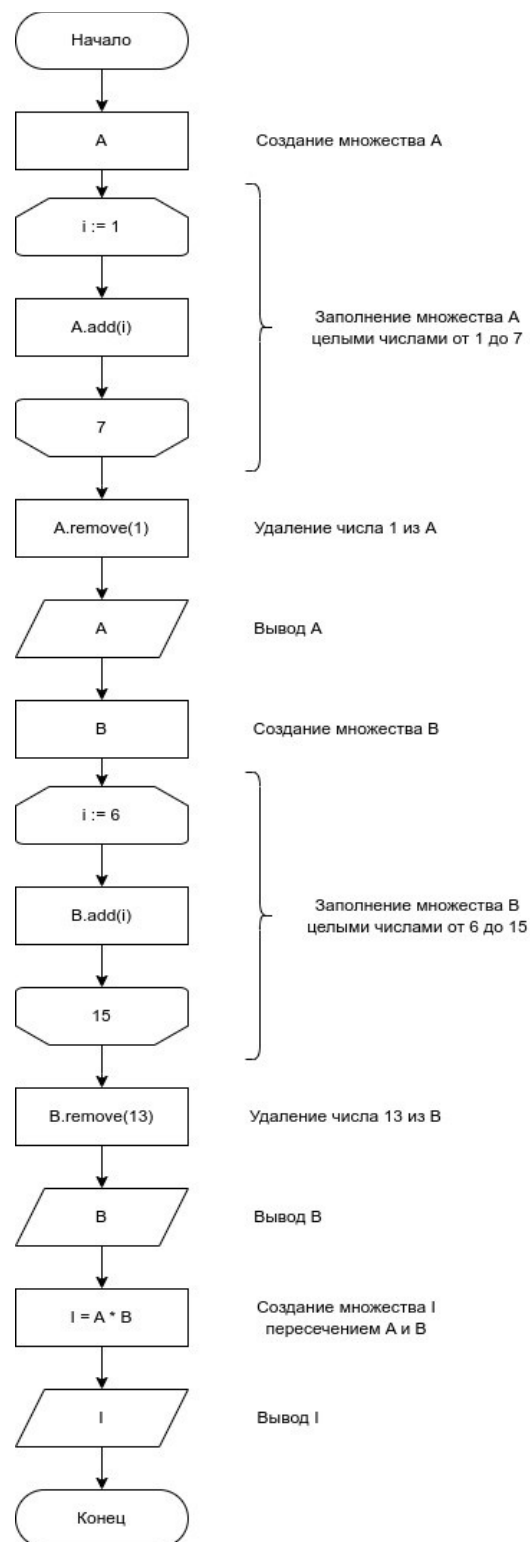 Начало
A
Создание множества A
i := 1
A.add(i)
Заполнение множества A
целыми числами от 1 до 7
7
A.remove(1)
Удаление числа 1 из A
A
Вывод A
B
Создание множества B
i := 6
B.add(i)
Заполнение множества B
целыми числами от 6 до 15
15
B.remove(13)
Удаление числа 13 из B
B
Вывод B
I = A * B
Создание множества I
пересечением A и B
I
Вывод I
Конец